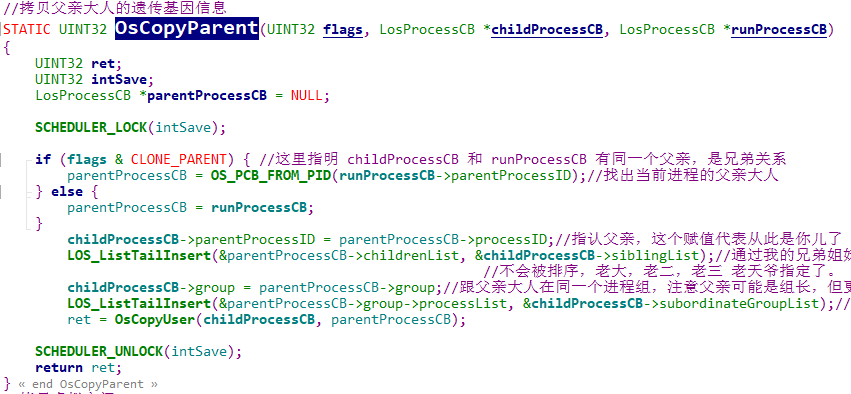 //拷贝父亲大人的遗传基因信息
STATIC UINT32 OsCopyParent(UINT32 flags, LosProcessCB *childProcessCB, LosProcessCB *runProcessCB)
{
    UINT32 ret;
    UINT32 intSave;
    LosProcessCB *parentProcessCB = NULL;

    SCHEDULER_LOCK(intSave);

    if (flags & CLONE_PARENT) { //这里指明 childProcessCB 和 runProcessCB 有同一个父亲，是兄弟关系
        parentProcessCB = OS_PCB_FROM_PID(runProcessCB->parentProcessID);//找出当前进程的父亲大人
    } else {
        parentProcessCB = runProcessCB;
    }
        childProcessCB->parentProcessID = parentProcessCB->processID;//指认父亲，这个赋值代表从此是你儿了
        LOS_ListTailInsert(&parentProcessCB->childrenList, &childProcessCB->siblingList);//通过我的兄弟姐妹
                                                            //不会被排序，老大，老二，老三 老天爷指定了。
        childProcessCB->group = parentProcessCB->group;//跟父亲大人在同一个进程组，注意父亲可能是组长，但更
        LOS_ListTailInsert(&parentProcessCB->group->processList, &childProcessCB->subordinateGroupList);//
        ret = OsCopyUser(childProcessCB, parentProcessCB);

    SCHEDULER_UNLOCK(intSave);
    return ret;
} « end OsCopyParent »